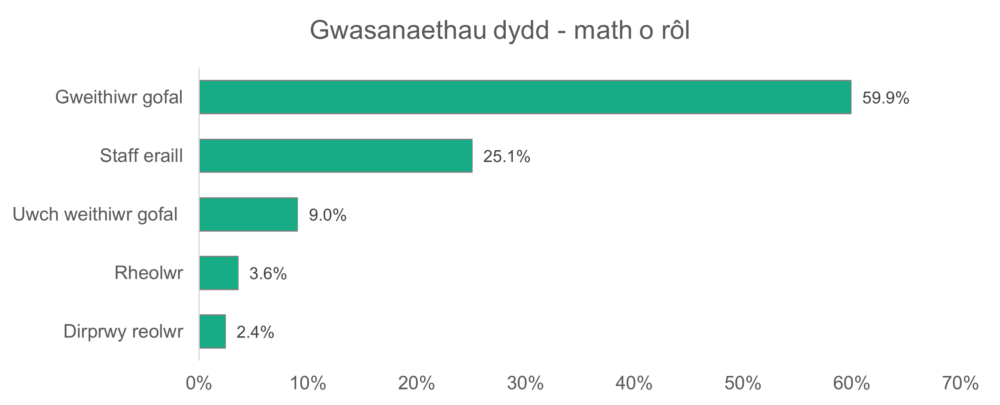 Gwasanaethau dydd - math o rôl
Gweithiwr gofal 59.9%
Staff eraill 25.1%
Uwch weithiwr gofal 9.0%
Rheolwr 3.6%
Dirprwy reolwr 2.4%
0% 10% 20% 30% 40% 50% 60% 70%